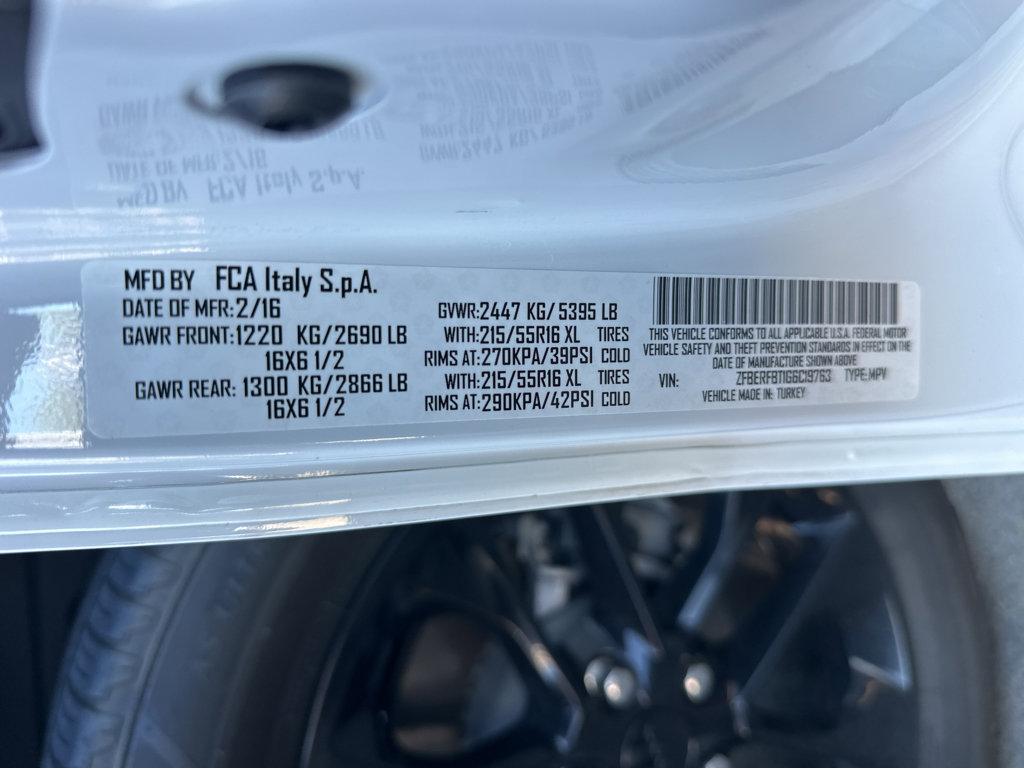 MFD BY FCA Italy S.p.A.
DATE OF MFR:2/16
GAWR FRONT:1220 KG/2690 LB
16X6 1/2
GAWR REAR: 1300 KG/2866 LB
16X6 1/2
GVWR:2447 KG/5395 LB
WITH:215/55R16 XL TIRES
RIMS AT:270KPA/39PSI COLD
WITH:215/55R16 XL TIRES
RIMS AT:290KPA/42PSI COLD
THIS VEHICLE CONFORMS TO ALL APPLICABLE U.S.A. FEDERAL MOTOR
VEHICLE SAFETY AND THEFT PREVENTION STANDARDS IN EFFECT ON THE
DATE OF MANUFACTURE SHOWN ABOVE
VIN: ZFBERFBT1G6C19763 TYPE:MPV
VEHICLE MADE IN: TURKEY